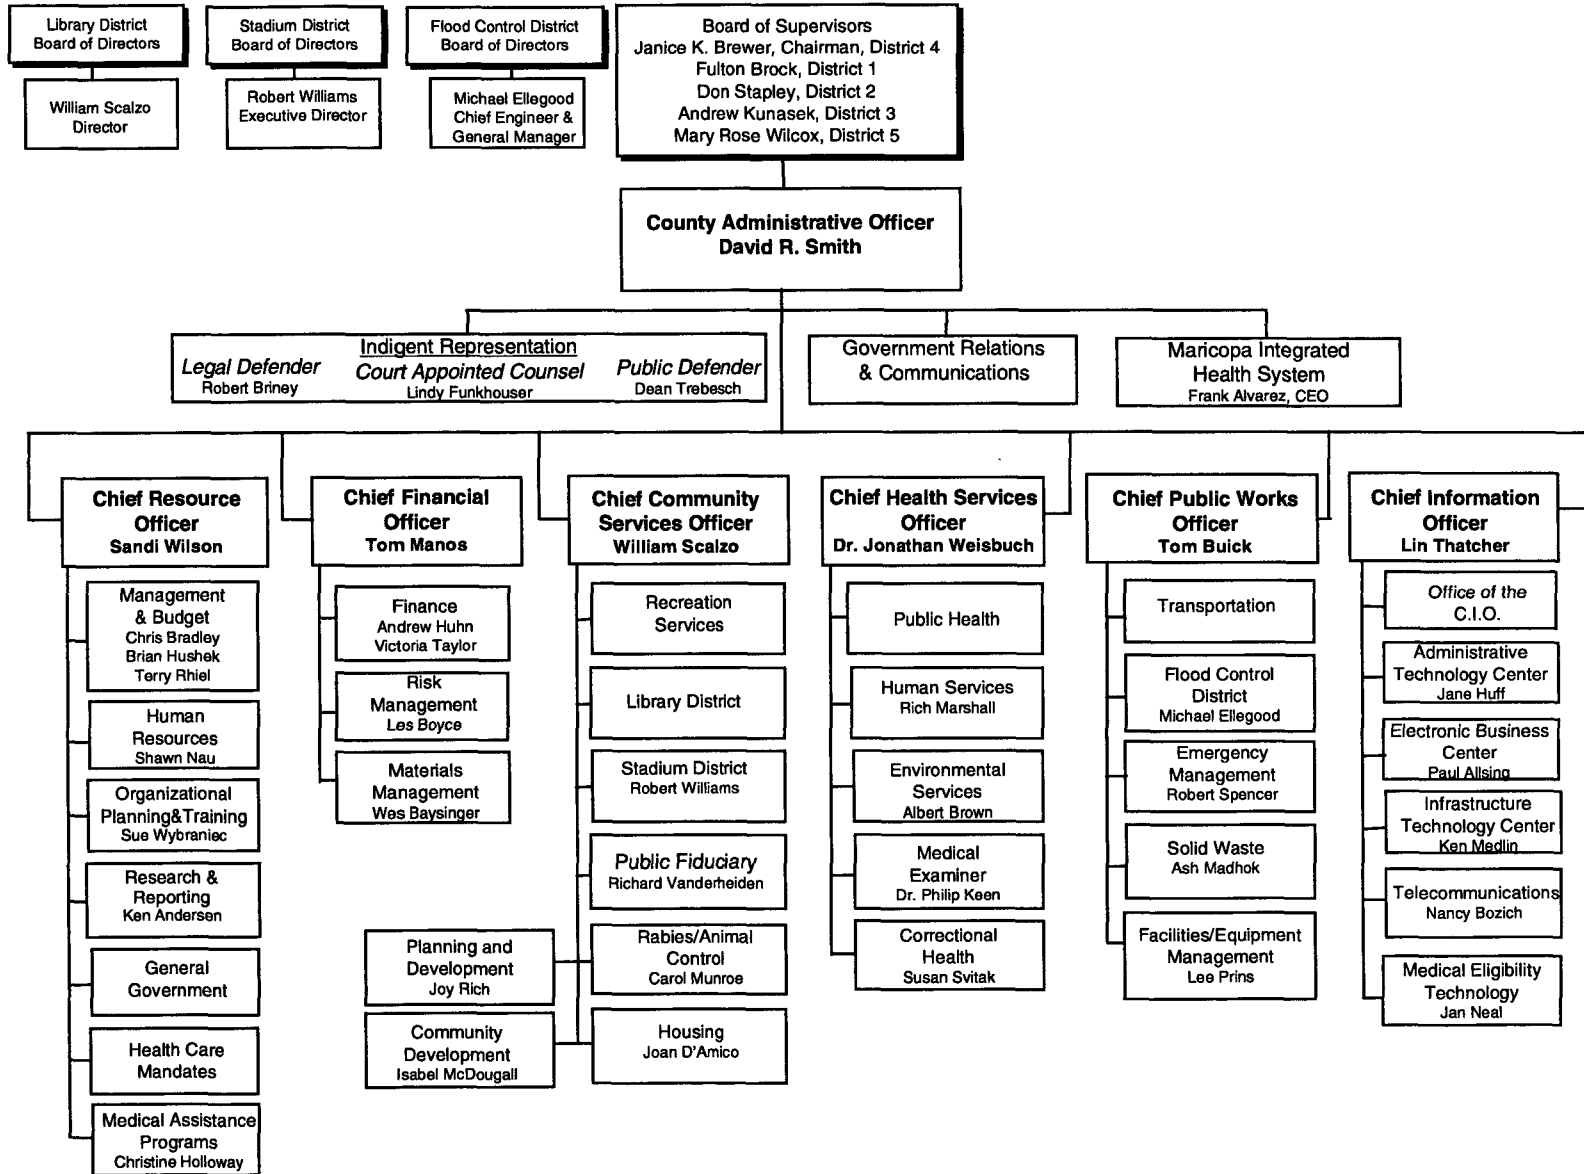 Library District
Board of Directors
William Scalzo
Director
Stadium District
Board of Directors
Robert Williams
Executive Director
Flood Control District
Board of Directors
Michael Ellegood
Chief Engineer &
General Manager
Board of Supervisors
Janice K. Brewer, Chairman, District 4
Fulton Brock, District 1
Don Stapley, District 2
Andrew Kunasek, District 3
Mary Rose Wilcox, District 5
County Administrative Officer
David R. Smith
Indigent Representation
Legal Defender
Robert Briney
Court Appointed Counsel
Lindy Funkhouser
Public Defender
Dean Trebesch
Government Relations
& Communications
Maricopa Integrated
Health System
Frank Alvarez, CEO
Chief Resource
Officer
Sandi Wilson
Management
& Budget
Chris Bradley
Brian Hushek
Terry Rhiel
Human
Resources
Shawn Nau
Organizational
Planning&Training
Sue Wybraniec
Research &
Reporting
Ken Andersen
General
Government
Health Care
Mandates
Medical Assistance
Programs
Christine Holloway
Chief Financial
Officer
Tom Manos
Finance
Andrew Huhn
Victoria Taylor
Risk
Management
Les Boyce
Materials
Management
Wes Baysinger
Chief Community
Services Officer
William Scalzo
Recreation
Services
Library District
Stadium District
Robert Williams
Public Fiduciary
Richard Vanderheiden
Planning and
Development
Joy Rich
Rabies/Animal
Control
Carol Munroe
Community
Development
Isabel McDougall
Housing
Joan D'Amico
Chief Health Services
Officer
Dr. Jonathan Weisbuch
Public Health
Human Services
Rich Marshall
Environmental
Services
Albert Brown
Medical
Examiner
Dr. Philip Keen
Correctional
Health
Susan Svitak
Chief Public Works
Officer
Tom Buick
Transportation
Flood Control
District
Michael Ellegood
Emergency
Management
Robert Spencer
Solid Waste
Ash Madhok
Facilities/Equipment
Management
Lee Prins
Chief Information
Officer
Lin Thatcher
Office of the
C.I.O.
Administrative
Technology Center
Jane Huff
Electronic Business
Center
Paul Allsing
Infrastructure
Technology Center
Ken Medlin
Telecommunications
Nancy Bozich
Medical Eligibility
Technology
Jan Neal